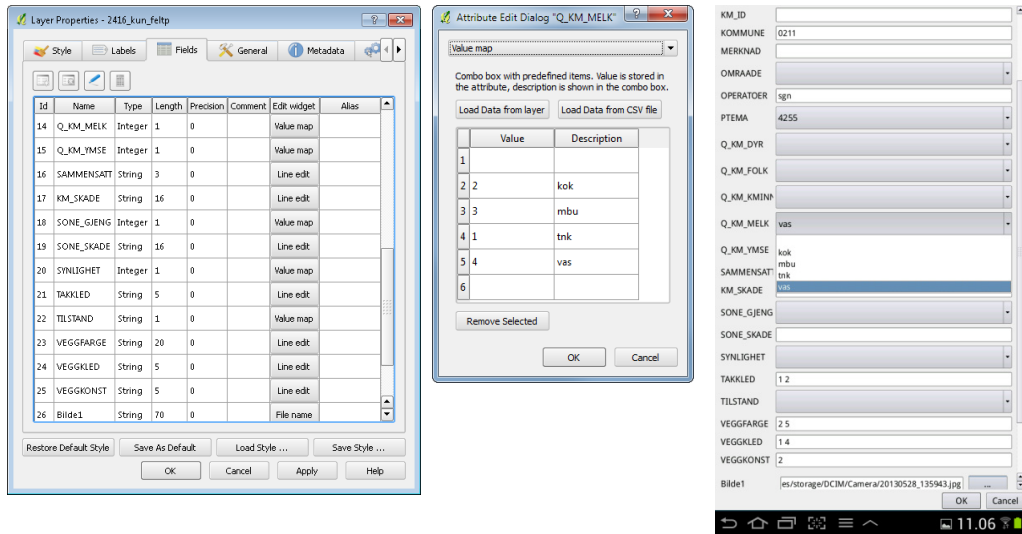 Layer Properties - 2416_kun_feltp
Style Labels Fields General Metadata
Id Name Type Length Precision Comment Edit widget Alias
14 Q_KM_MELK Integer 1 0 Value map
15 Q_KM_YMSE Integer 1 0 Value map
16 SAMMENSATT String 3 0 Line edit
17 KM_SKADE String 16 0 Line edit
18 SONE_GJENG Integer 1 0 Value map
19 SONE_SKADE String 16 0 Line edit
20 SYNLIGHET Integer 1 0 Value map
21 TAKKLED String 5 0 Line edit
22 TILSTAND String 1 0 Value map
23 VEGGFARGE String 20 0 Line edit
24 VEGGKLED String 5 0 Line edit
25 VEGGKONST String 5 0 Line edit
26 Bilde1 String 70 0 File name
Restore Default Style Save As Default Load Style ... Save Style ...
OK Cancel Apply Help
Attribute Edit Dialog "Q_KM_MELK"
Value map
Combo box with predefined items. Value is stored in
the attribute, description is shown in the combo box.
Load Data from layer Load Data from CSV file
Value Description
1
2 2 kok
3 3 mbu
4 1 tnk
5 4 vas
6
Remove Selected
OK Cancel
KM_ID
KOMMUNE 0211
MERKNAD
OMRAADE
OPERATOER sgn
PTEMA 4255
Q_KM_DYR
Q_KM_FOLK
Q_KM_KMINN
Q_KM_MELK vas
Q_KM_YMSE kok
mbu
SAMMENSAT tnk
KM_SKADE vas
SONE_GJENG
SONE_SKADE
SYNLIGHET
TAKKLED 1 2
TILSTAND
VEGGFARGE 2 5
VEGGKLED 1 4
VEGGKONST 2
Bilde1 es/storage/DCIM/Camera/20130528_135943.jpg ...
OK Cancel
11.06